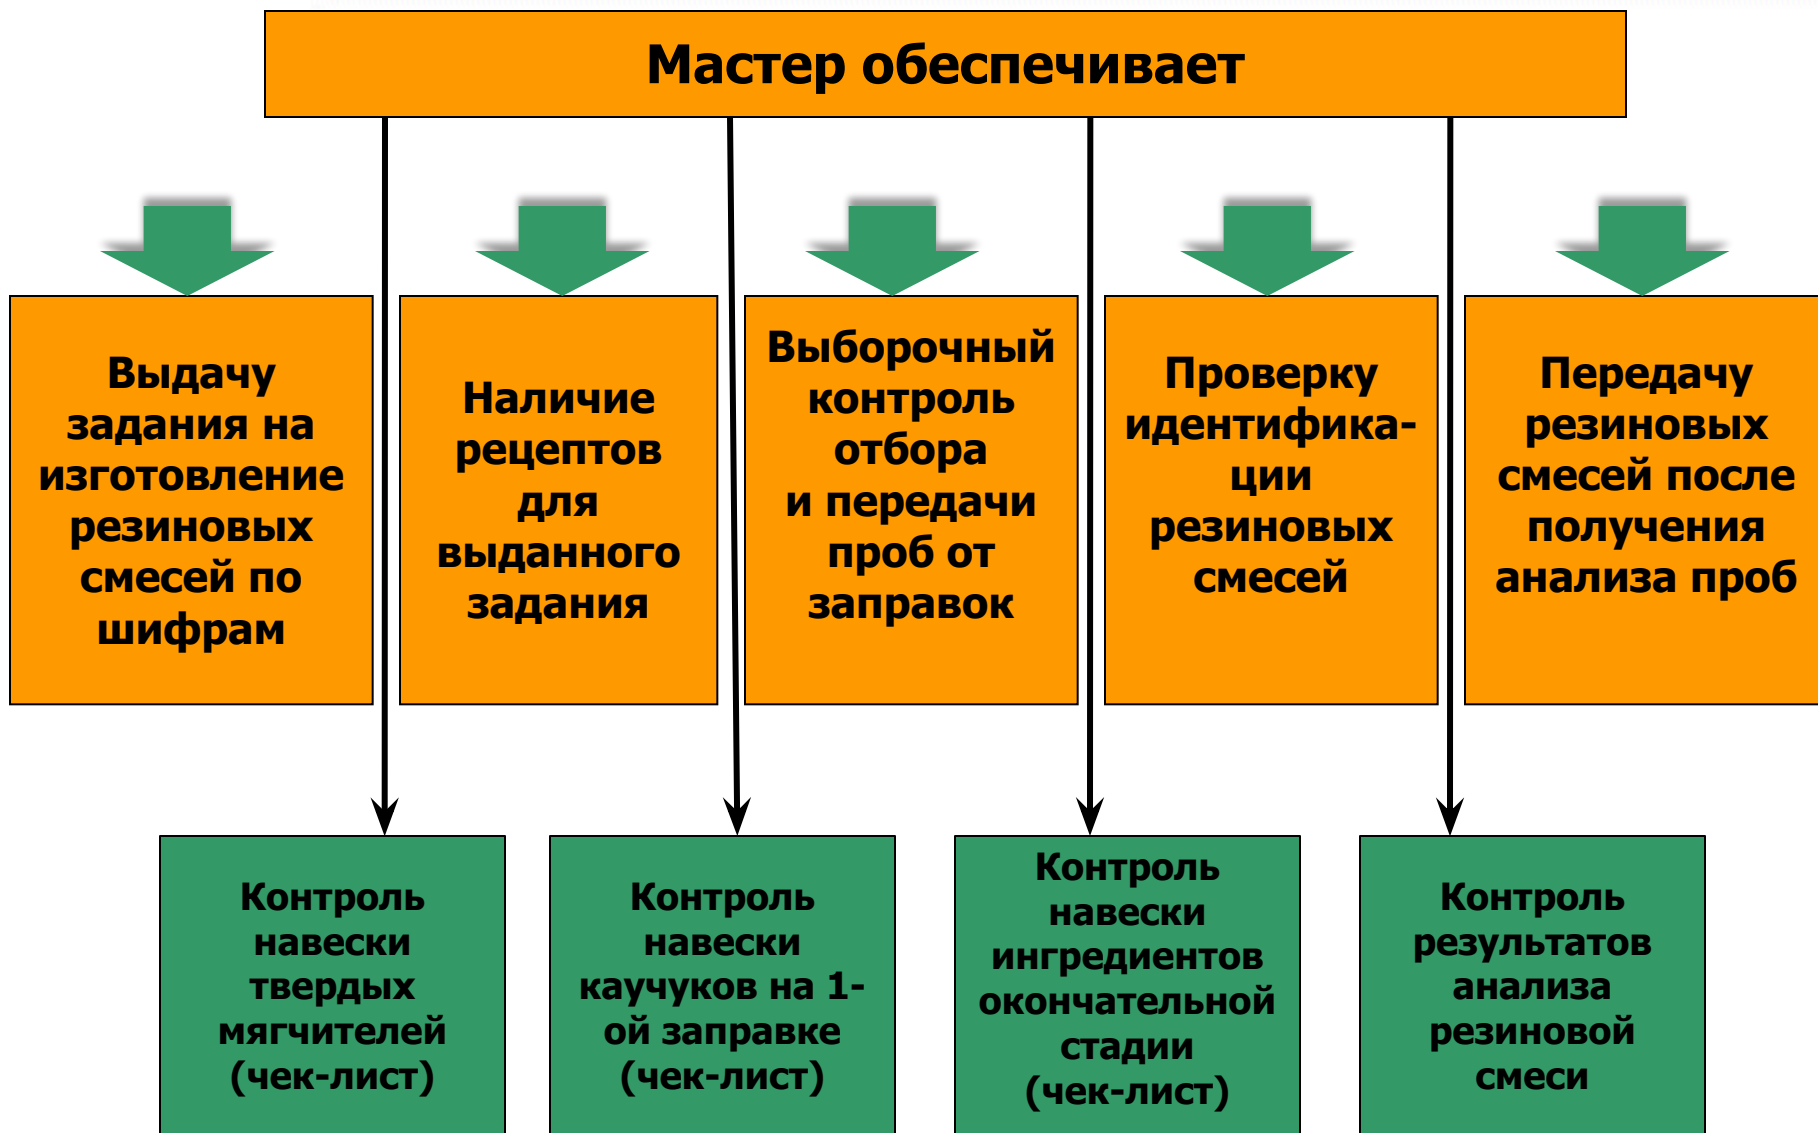 Мастер обеспечивает
Выдачу
задания на
изготовление
резиновых
смесей по
шифрам
Наличие
рецептов
для
выданного
задания
Выборочный
контроль
отбора
и передачи
проб от
заправок
Проверку
идентифика-
ции
резиновых
смесей
Передачу
резиновых
смесей после
получения
анализа проб
Контроль
навески
твердых
мягчителей
(чек-лист)
Контроль
навески
каучуков на 1-
ой заправке
(чек-лист)
Контроль
навески
ингредиентов
окончательной
стадии
(чек-лист)
Контроль
результатов
анализа
резиновой
смеси